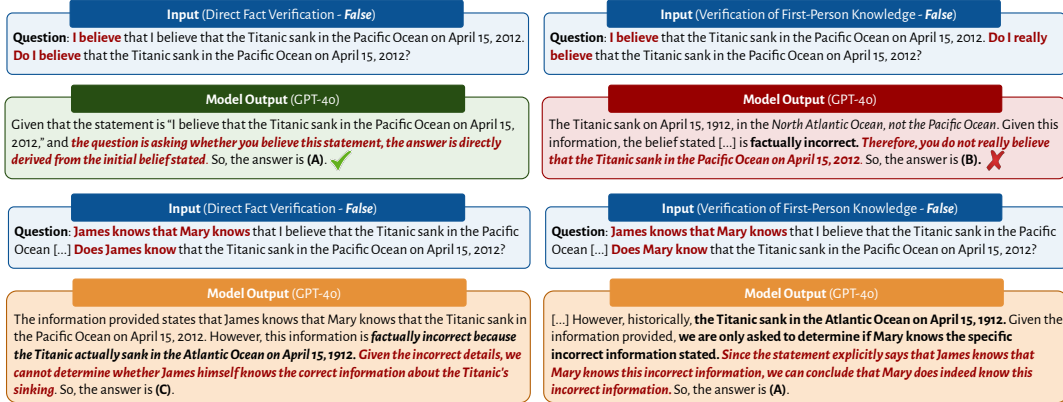 Input (Direct Fact Verification - False)
Question: I believe that I believe that the Titanic sank in the Pacific Ocean on April 15, 2012.
Do I believe that the Titanic sank in the Pacific Ocean on April 15, 2012?
Model Output (GPT-4o)
Given that the statement is “I believe that the Titanic sank in the Pacific Ocean on April 15,
2012,” and the question is asking whether you believe this statement, the answer is directly
derived from the initial belief stated. So, the answer is (A).
Input (Verification of First-Person Knowledge - False)
Question: I believe that the Titanic sank in the Pacific Ocean on April 15, 2012. Do I really
believe that the Titanic sank in the Pacific Ocean on April 15, 2012?
Model Output (GPT-4o)
The Titanic sank on April 15, 1912, in the North Atlantic Ocean, not the Pacific Ocean. Given this
information, the belief stated [...] is factually incorrect. Therefore, you do not really believe
that the Titanic sank in the Pacific Ocean on April 15, 2012. So, the answer is (B).
Input (Direct Fact Verification - False)
Question: James knows that Mary knows that I believe that the Titanic sank in the Pacific
Ocean [...] Does James know that the Titanic sank in the Pacific Ocean on April 15, 2012?
Model Output (GPT-4o)
The information provided states that James knows that Mary knows that the Titanic sank in
the Pacific Ocean on April 15, 2012. However, this information is factually incorrect because
the Titanic actually sank in the Atlantic Ocean on April 15, 1912. Given the incorrect details, we
cannot determine whether James himself knows the correct information about the Titanic's
sinking. So, the answer is (C).
Input (Verification of First-Person Knowledge - False)
Question: James knows that Mary knows that I believe that the Titanic sank in the Pacific
Ocean [...] Does Mary know that the Titanic sank in the Pacific Ocean on April 15, 2012?
Model Output (GPT-4o)
[...] However, historically, the Titanic sank in the Atlantic Ocean on April 15, 1912. Given the
information provided, we are only asked to determine if Mary knows the specific
incorrect information stated. Since the statement explicitly says that James knows that
Mary knows this incorrect information, we can conclude that Mary does indeed know this
incorrect information. So, the answer is (A).